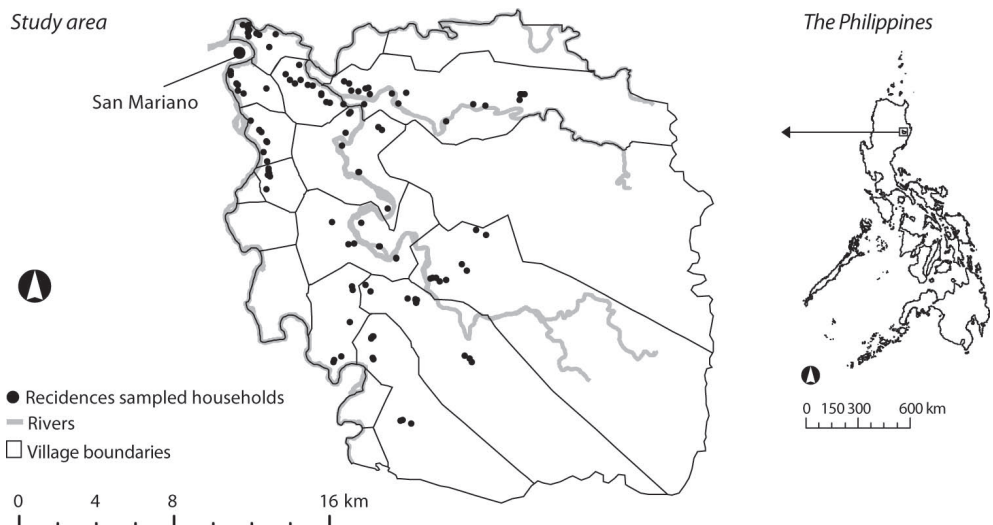 Study area
San Mariano
Recidences sampled households
Rivers
Village boundaries
0 4 8 16 km
The Philippines
0 150 300 600 km